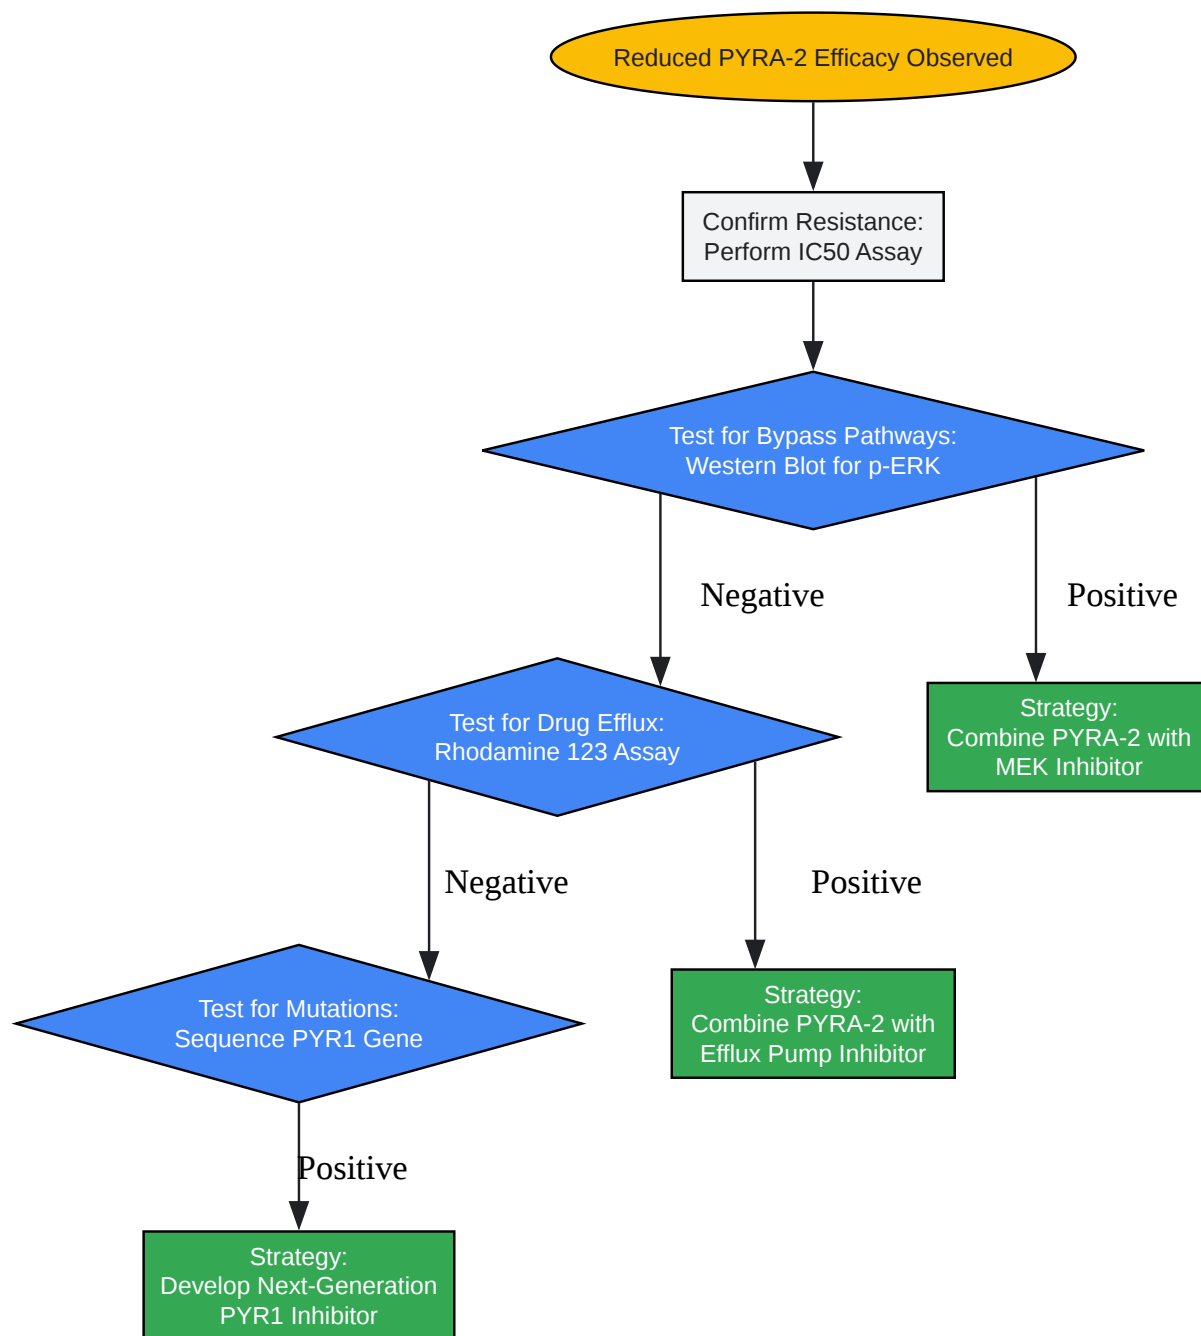 Reduced PYRA-2 Efficacy Observed
Confirm Resistance:
Perform IC50 Assay
Test for Bypass Pathways:
Western Blot for p-ERK
Negative
Positive
Strategy:
Combine PYRA-2 with
MEK Inhibitor
Test for Drug Efflux:
Rhodamine 123 Assay
Negative
Positive
Strategy:
Combine PYRA-2 with
Efflux Pump Inhibitor
Test for Mutations:
Sequence PYR1 Gene
Positive
Strategy:
Develop Next-Generation
PYR1 Inhibitor